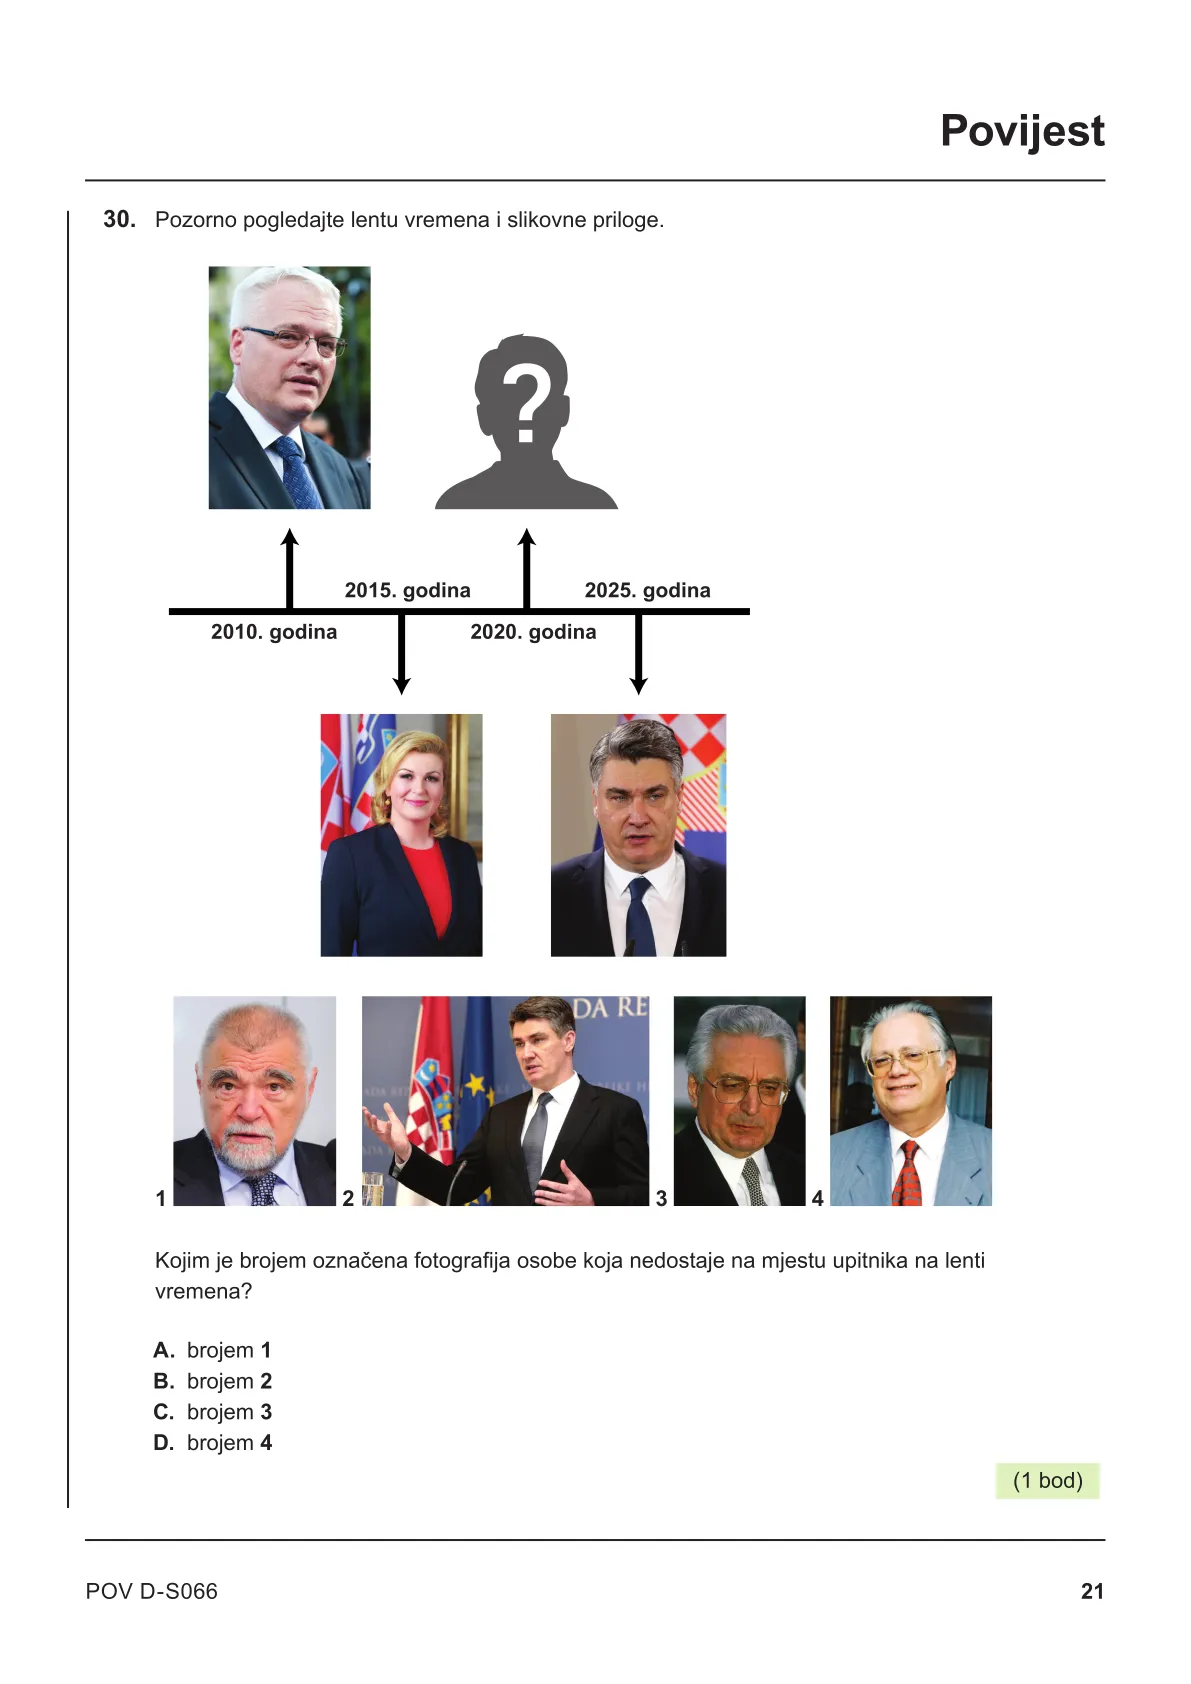 Povijest
30. Pozorno pogledajte lentu vremena i slikovne priloge.
?
2015. godina 2025. godina
2010. godina 2020. godina
DA RE
ADA RE
1 2 3 4
Kojim je brojem označena fotografija osobe koja nedostaje na mjestu upitnika na lenti
vremena?
A. brojem 1
B. brojem 2
C. brojem 3
D. brojem 4
(1 bod)
POV D-S066 21